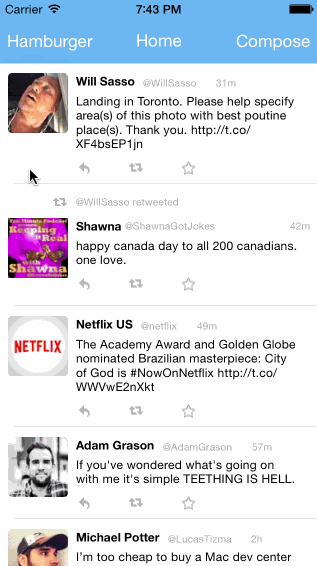 Carrier 7:43 PM
Hamburger Home Compose
Will Sasso @WillSasso 31m
Landing in Toronto. Please help specify
area(s) of this photo with best poutine
place(s). Thank you. http://t.co/
XF4bsEP1jn
@WillSasso retweeted
Shawna @ShawnaGotJokes 42m
Ten Minute Podcast
Keeping
it Real
with
Shawna
happy canada day to all 200 canadians.
one love.
Netflix US @netflix 49m
NETFLIX
The Academy Award and Golden Globe
nominated Brazilian masterpiece: City
of God is #NowOnNetflix http://t.co/
WWVwE2nXkt
Adam Grason @AdamGrason 57m
If you've wondered what's going on
with me it's simple TEETHING IS HELL.
Michael Potter @LucasTizma 2h
I'm too cheap to buy a Mac dev center